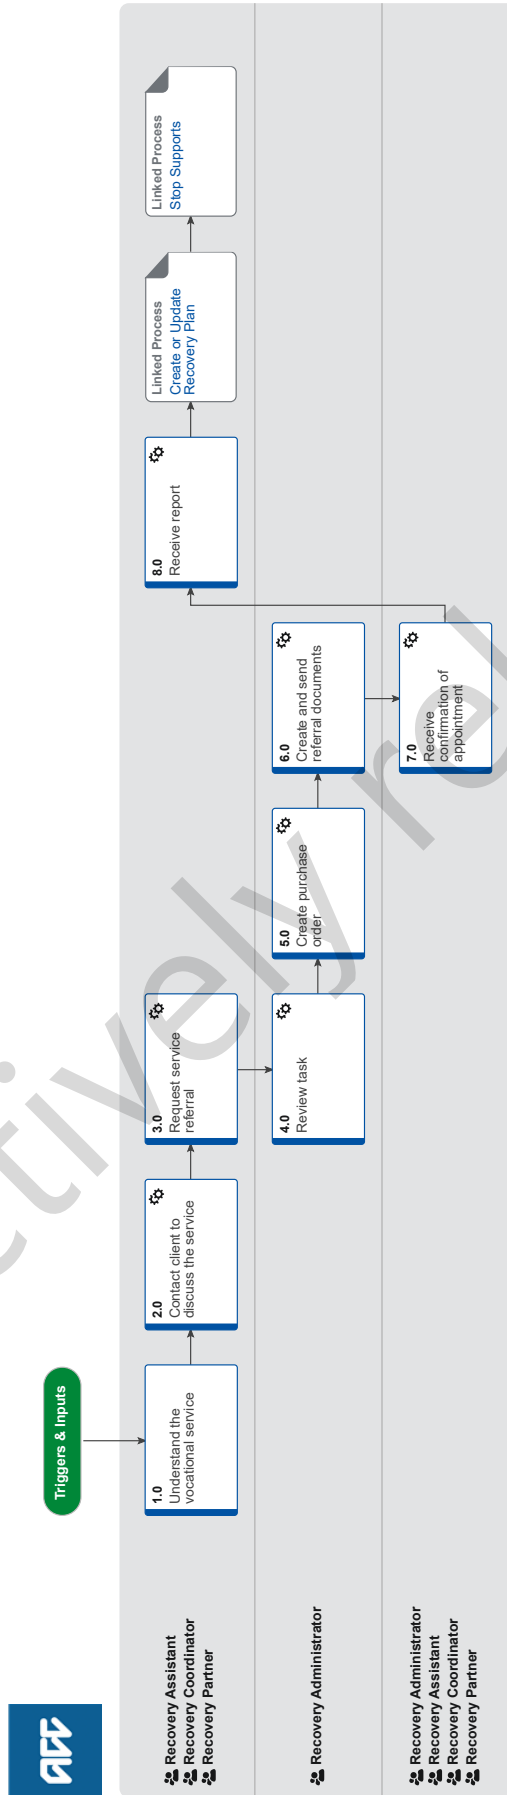 acc
Triggers & Inputs
Recovery Assistant
Recovery Coordinator
Recovery Partner
1.0
Understand the
vocational service
2.0
Contact client to
discuss the service
3.0
Request service
referral
8.0
Receive report
Linked Process
Create or Update
Recovery Plan
Linked Process
Stop Supports
Recovery Administrator
4.0
Review task
5.0
Create purchase
order
6.0
Create and send
referral documents
Recovery Administrator
Recovery Assistant
Recovery Coordinator
Recovery Partner
7.0
Receive
confirmation of
appointment